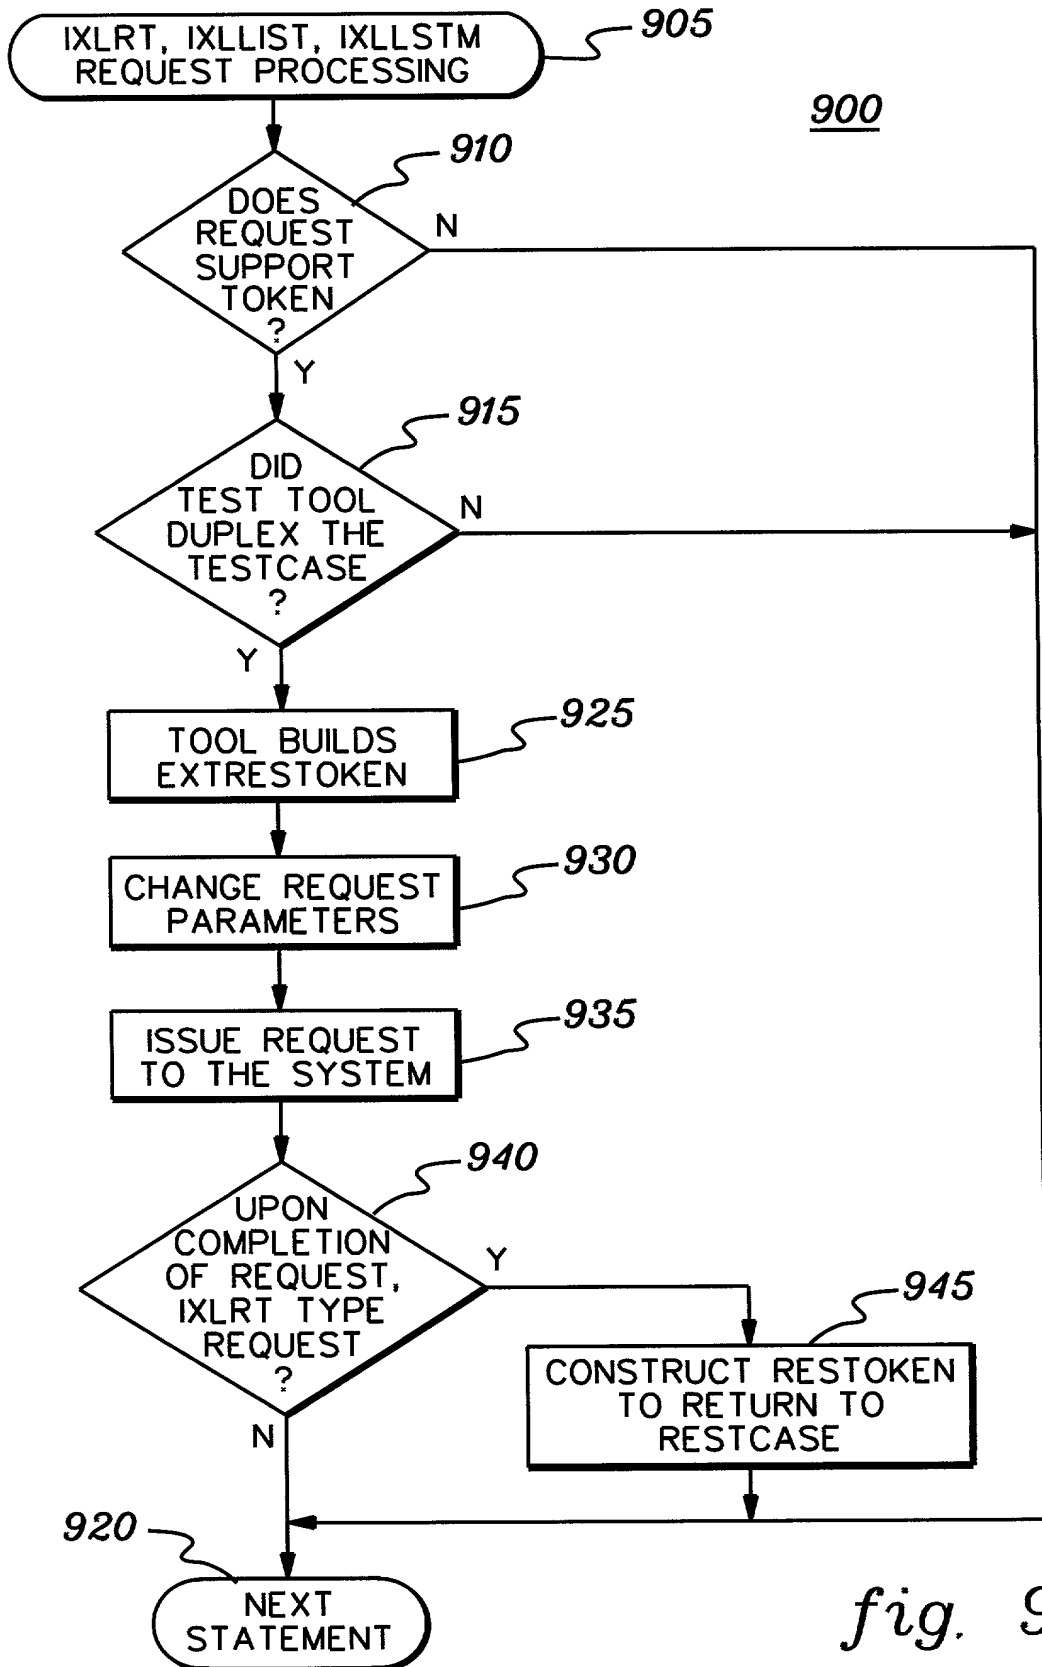 IXLRT, IXLLIST, IXLLSTM
REQUEST PROCESSING
905
900
910
DOES
REQUEST
SUPPORT
TOKEN
?
N
Y
915
DID
TEST TOOL
DUPLEX THE
TESTCASE
?
N
Y
925
TOOL BUILDS
EXTRESTOKEN
930
CHANGE REQUEST
PARAMETERS
935
ISSUE REQUEST
TO THE SYSTEM
940
UPON
COMPLETION
OF REQUEST,
IXLRT TYPE
REQUEST
?
Y
N
945
CONSTRUCT RESTOKEN
TO RETURN TO
RESTCASE
920
NEXT
STATEMENT
fig. 9